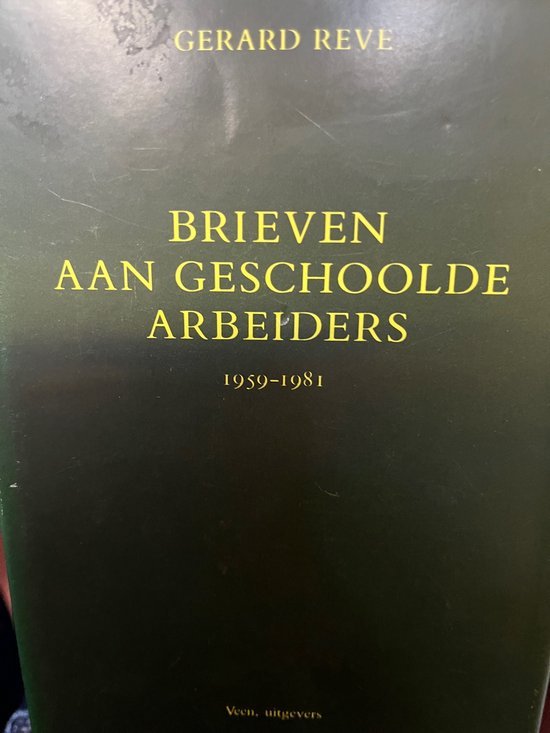 GERARD REVE
BRIEVEN
AAN GESCHOOLDE
ARBEIDERS
1959-1981
Veen, uitgevers